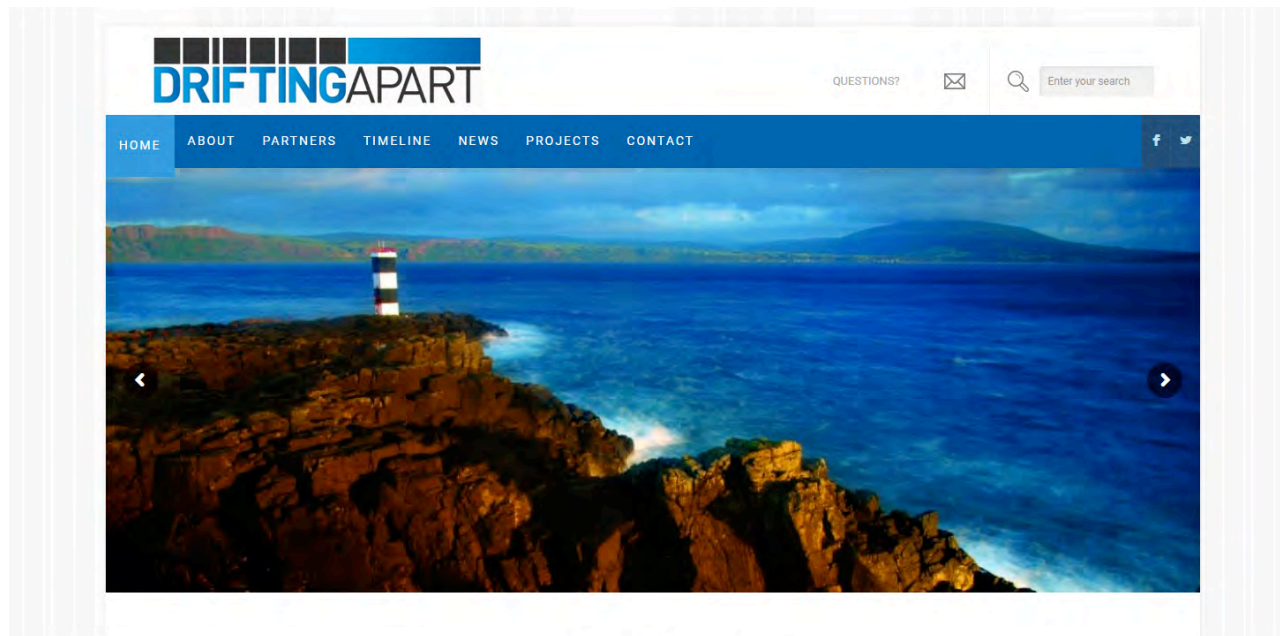 DRIFTINGAPART
QUESTIONS?
Enter your search
HOME ABOUT PARTNERS TIMELINE NEWS PROJECTS CONTACT